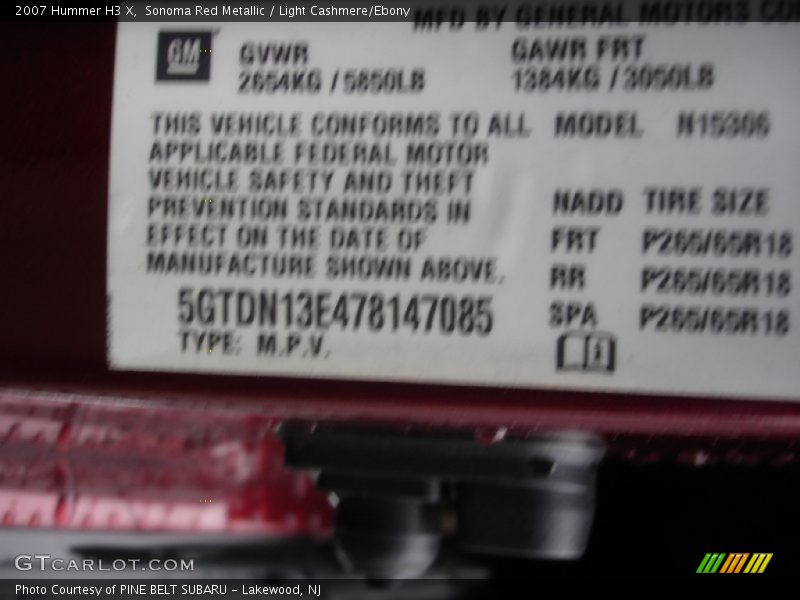 2007 Hummer H3 X, Sonoma Red Metallic / Light Cashmere/Ebony
MFD BY GENERAL MOTORS CO
GM
GVWR
GAWR FRT
2654KG / 5850LB
1384KG / 3050LB
THIS VEHICLE CONFORMS TO ALL
MODEL N15306
APPLICABLE FEDERAL MOTOR
VEHICLE SAFETY AND THEFT
PREVENTION STANDARDS IN
NADD TIRE SIZE
EFFECT ON THE DATE OF
FRT P265/65R18
MANUFACTURE SHOWN ABOVE.
RR P265/65R18
5GTDN13E478147085
SPA P265/65R18
TYPE: M.P.V.
GTCARLOT.COM
Photo Courtesy of PINE BELT SUBARU - Lakewood, NJ